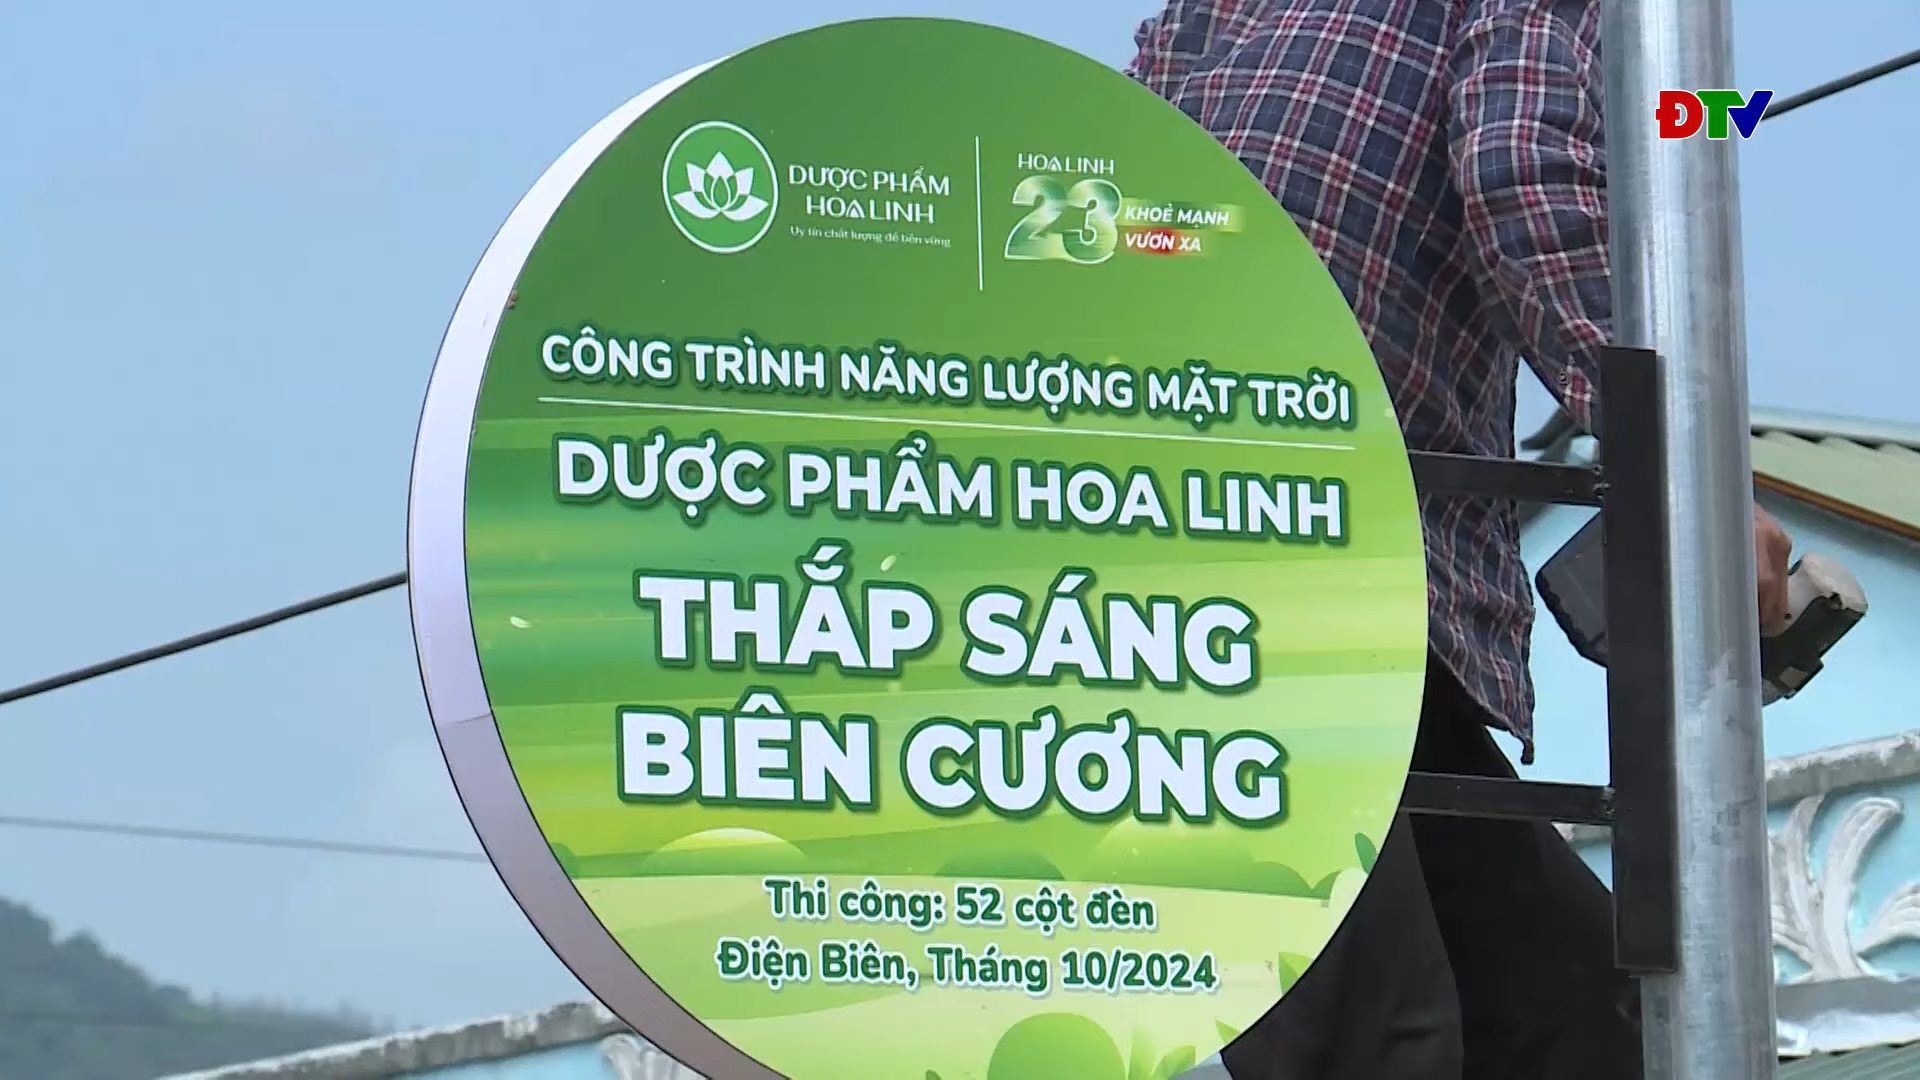 ĐTV
DƯỢC PHẨM
HOA LINH
Uy tín chất lượng để bền vững
HOA LINH
23
KHOẺ MẠNH
VƯƠN XA
CÔNG TRÌNH NĂNG LƯỢNG MẶT TRỜI
DƯỢC PHẨM HOA LINH
THẮP SÁNG
BIÊN CƯƠNG
Thi công: 52 cột đèn
Điện Biên, Tháng 10/2024